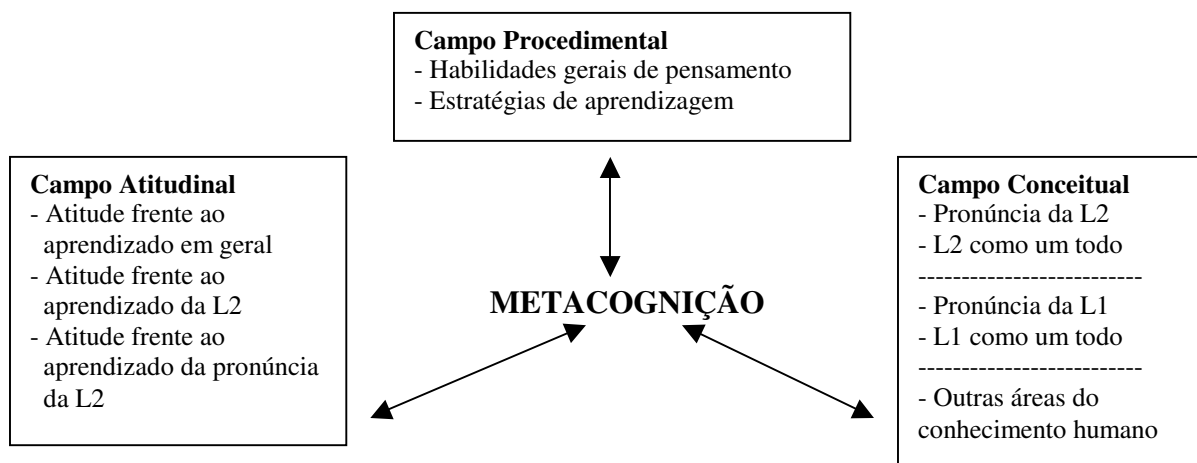 Campo Procedimental
- Habilidades gerais de pensamento
- Estratégias de aprendizagem
Campo Atitudinal
- Atitude frente ao
aprendizado em geral
- Atitude frente ao
aprendizado da L2
- Atitude frente ao
aprendizado da pronúncia
da L2
METACOGNIÇÃO
Campo Conceitual
- Pronúncia da L2
- L2 como um todo
--------------------------
- Pronúncia da L1
- L1 como um todo
--------------------------
- Outras áreas do
conhecimento humano